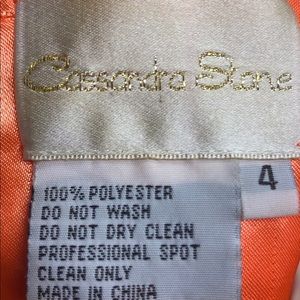 Cassandra Stone
4
100% POLYESTER
DO NOT WASH
DO NOT DRY CLEAN
PROFESSIONAL SPOT
CLEAN ONLY
MADE IN CHINA